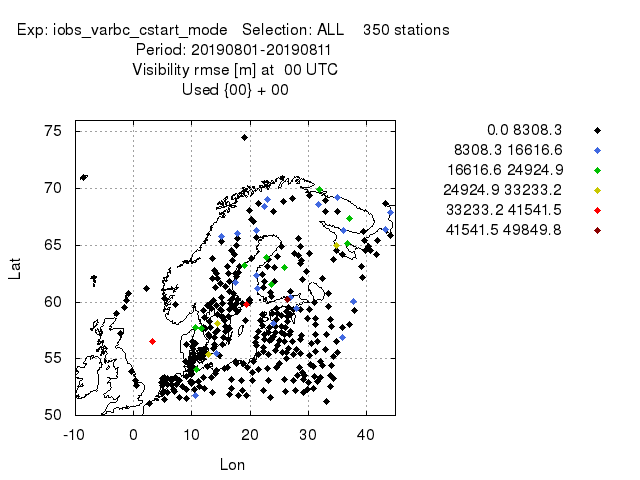 Exp: iobs_varbc_cstart_mode   Selection: ALL    350 stations
Period: 20190801-20190811
Visibility rmse [m] at  00 UTC
Used {00} + 00
0.0 8308.3
8308.3 16616.6
16616.6 24924.9
24924.9 33233.2
33233.2 41541.5
41541.5 49849.8
75
70
65
60
55
50
Lat
-10 0 10 20 30 40
Lon